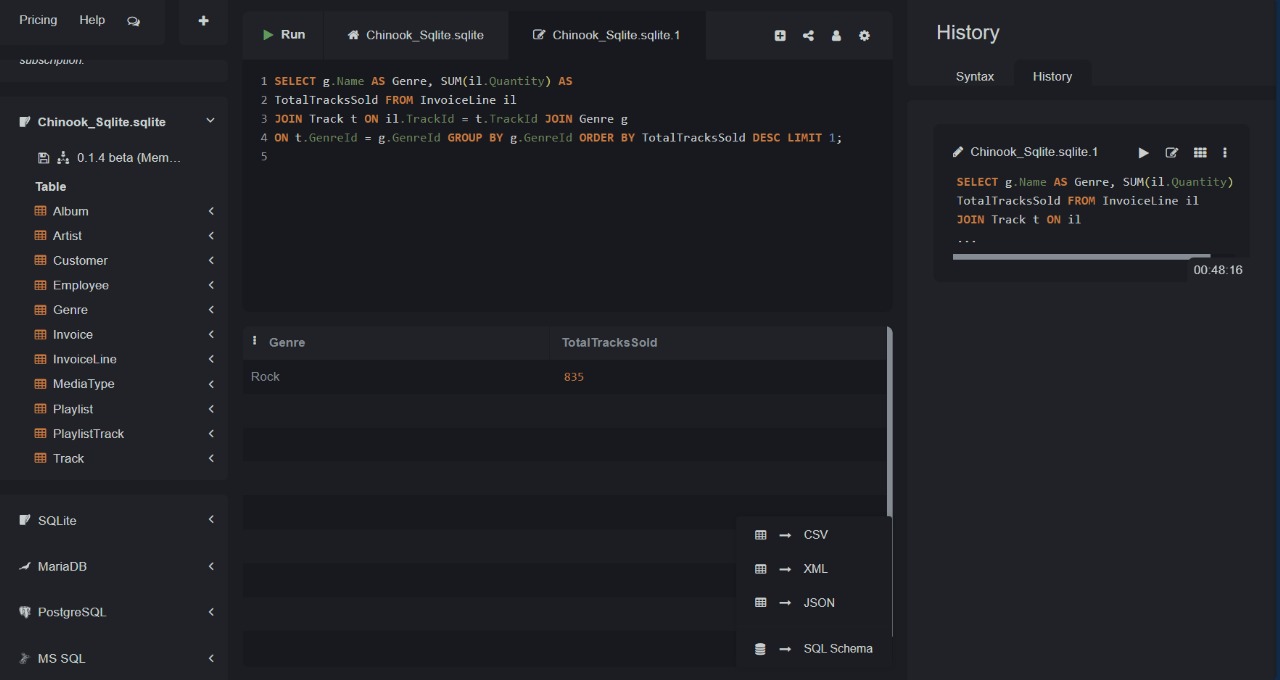 Pricing
Help
subscription.
Chinook_Sqlite.sqlite
0.1.4 beta (Mem...
Table
Album
Artist
Customer
Employee
Genre
Invoice
InvoiceLine
MediaType
Playlist
PlaylistTrack
Track
SQLite
MariaDB
PostgreSQL
MS SQL
Run
Chinook_Sqlite.sqlite
Chinook_Sqlite.sqlite.1
1 SELECT g.Name AS Genre, SUM(il.Quantity) AS
2 TotalTracksSold FROM InvoiceLine il
3 JOIN Track t ON il.TrackId = t.TrackId JOIN Genre g
4 ON t.GenreId = g.GenreId GROUP BY g.GenreId ORDER BY TotalTracksSold DESC LIMIT 1;
5
Genre TotalTracksSold
Rock 835
CSV
XML
JSON
SQL Schema
History
Syntax History
Chinook_Sqlite.sqlite.1
SELECT g.Name AS Genre, SUM(il.Quantity)
TotalTracksSold FROM InvoiceLine il
JOIN Track t ON il
...
00:48:16